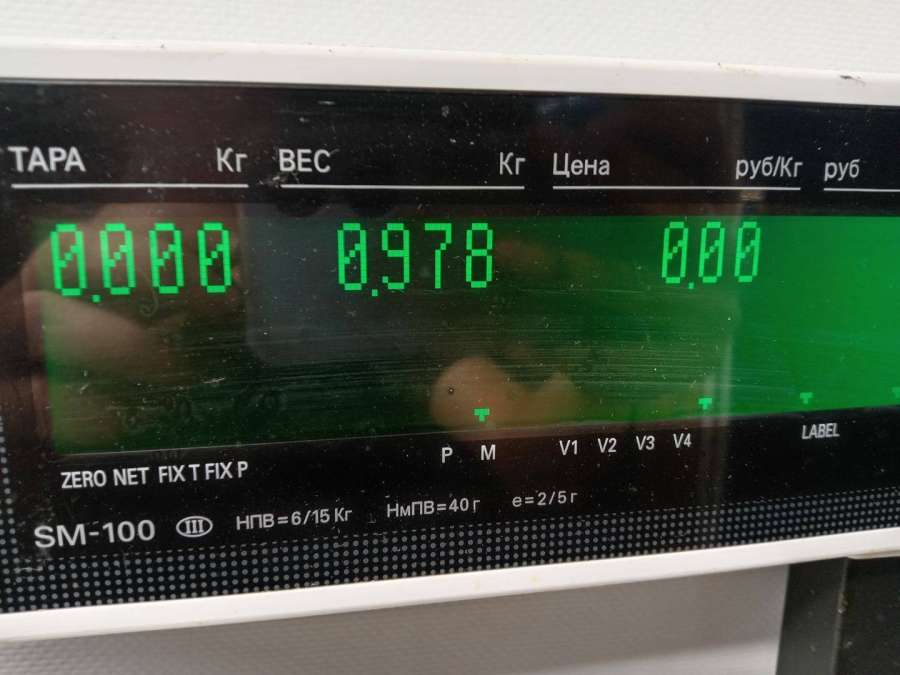 ТАРА Кг ВЕС Кг Цена руб/Кг руб
0.000 0.978 0.00
P M V1 V2 V3 V4 LABEL
ZERO NET FIX T FIX P
SM-100 III НПВ=6/15 Кг НмПВ=40 г e=2/5 г